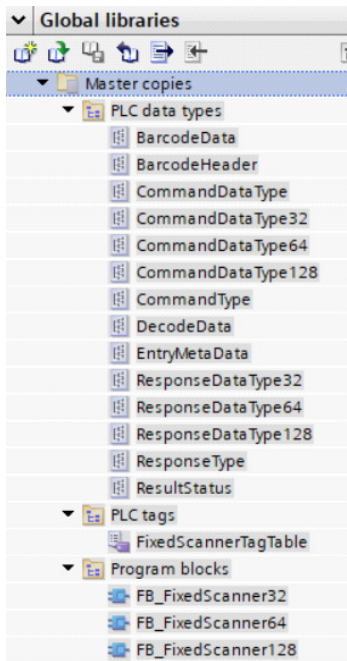 Global libraries
Master copies
PLC data types
BarcodeData
BarcodeHeader
CommandDataType
CommandDataType32
CommandDataType64
CommandDataType128
CommandType
DecodeData
EntryMetaData
ResponseDataType32
ResponseDataType64
ResponseDataType128
ResponseType
ResultStatus
PLC tags
FixedScannerTagTable
Program blocks
FB_FixedScanner32
FB_FixedScanner64
FB_FixedScanner128